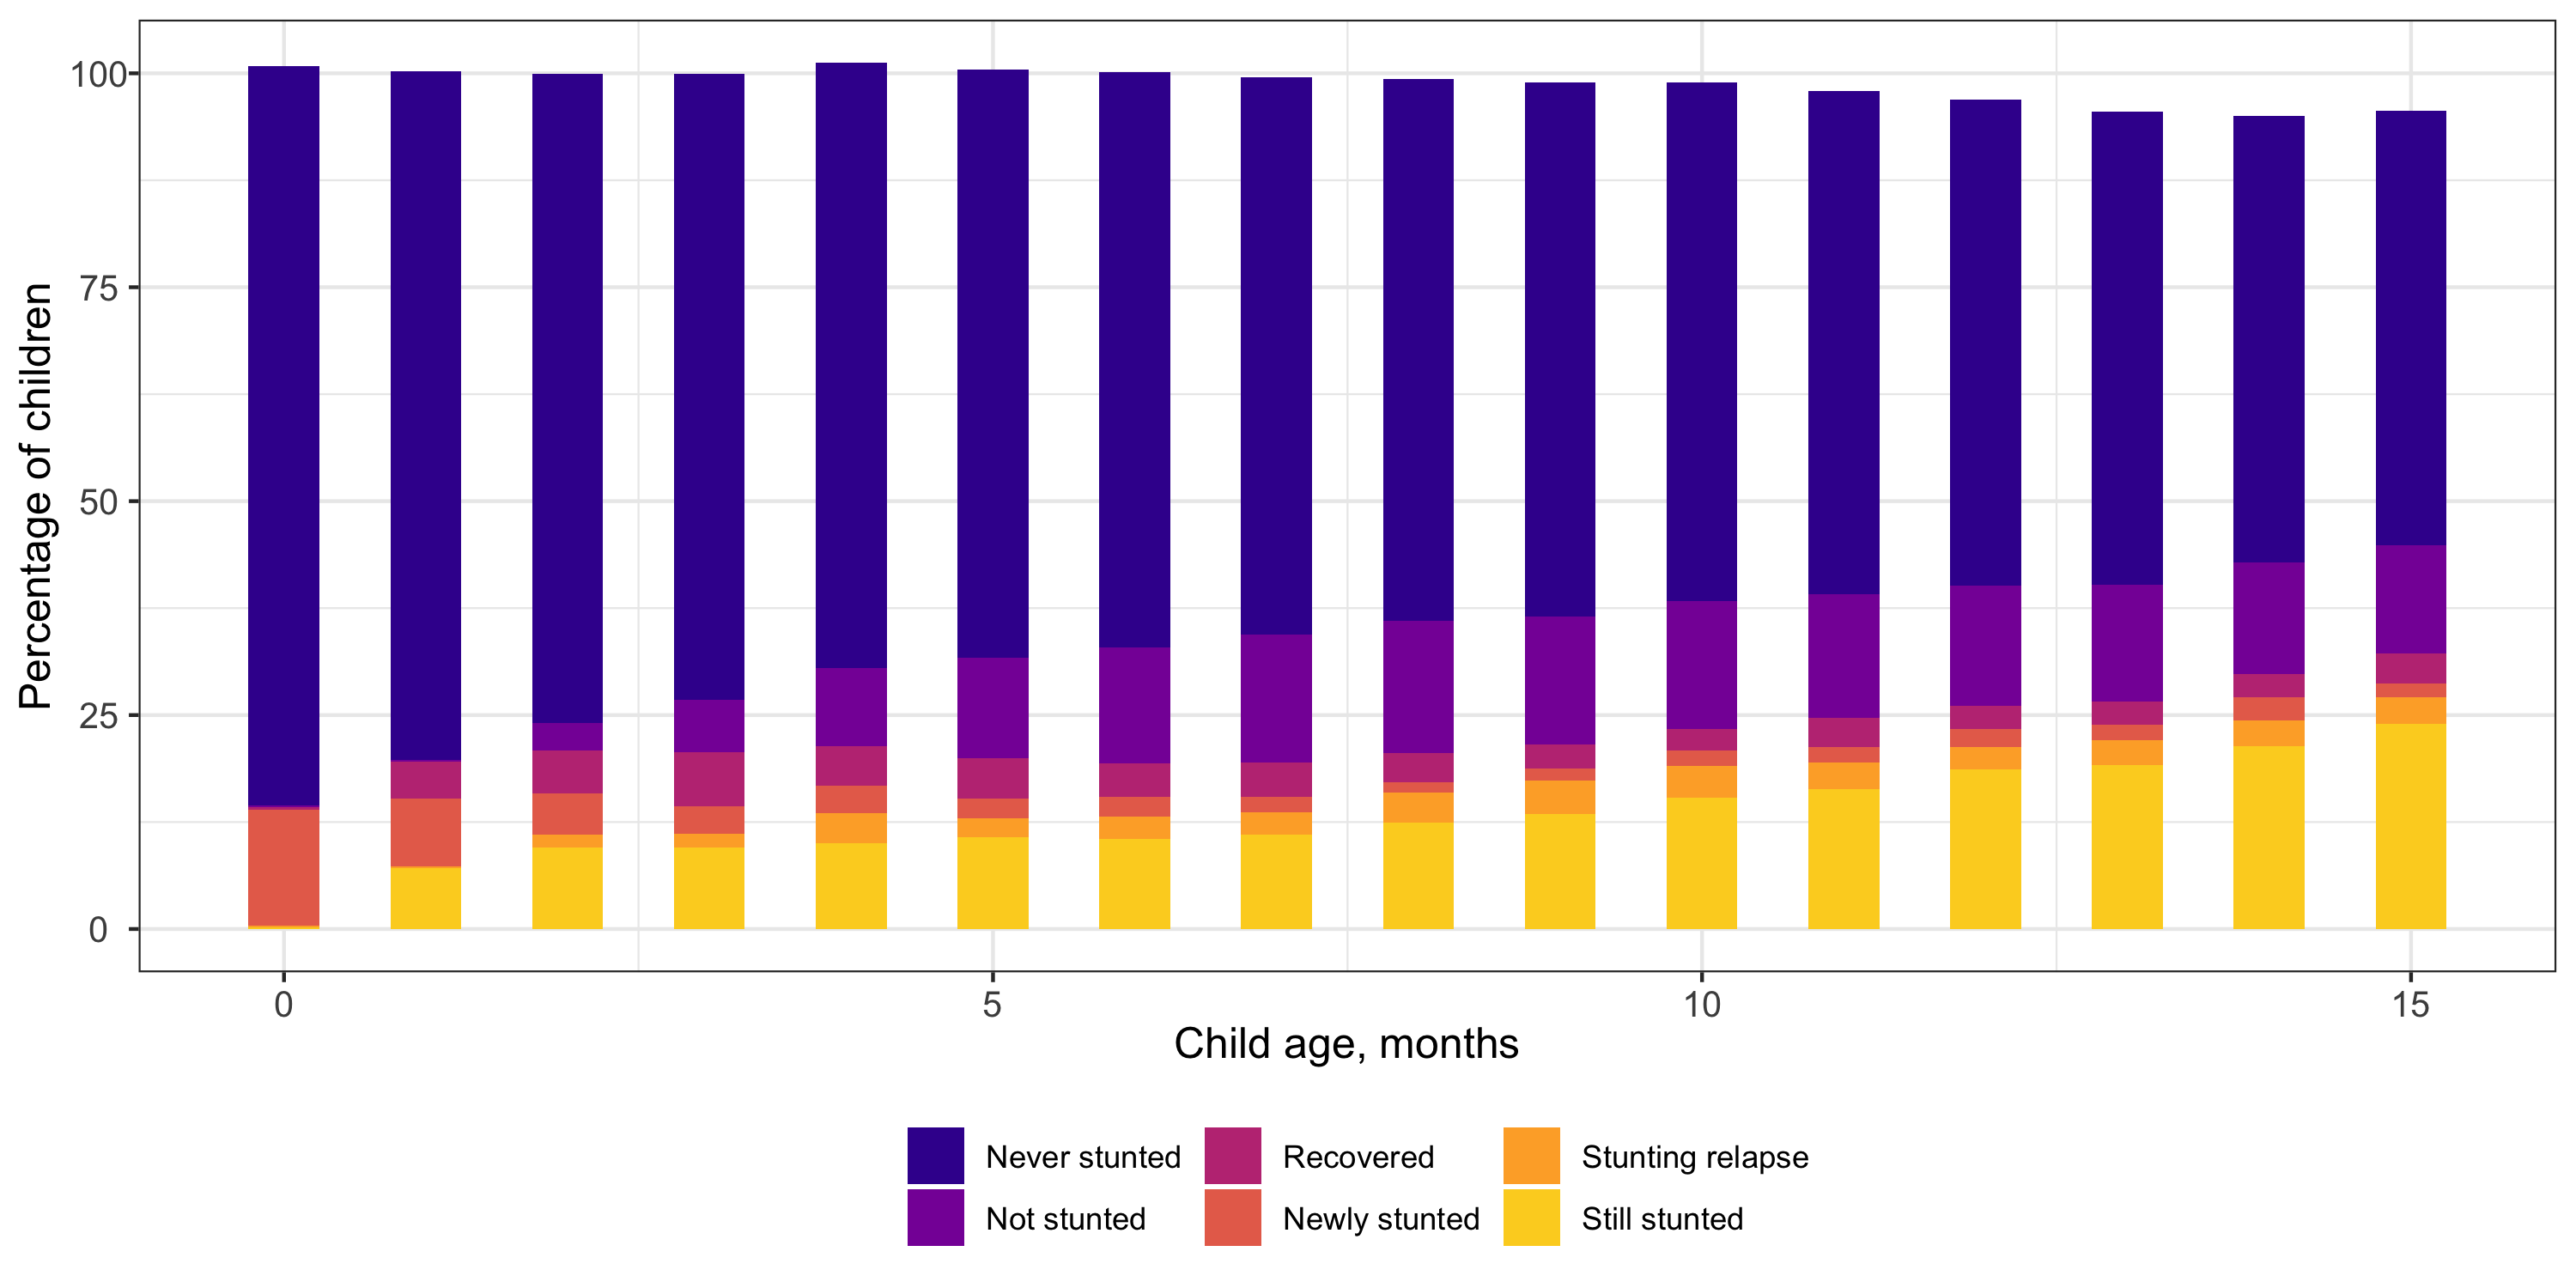 Percentage of children
100
75
50
25
0
0 5 10 15
Child age, months
Never stunted Recovered Stunting relapse
Not stunted Newly stunted Still stunted